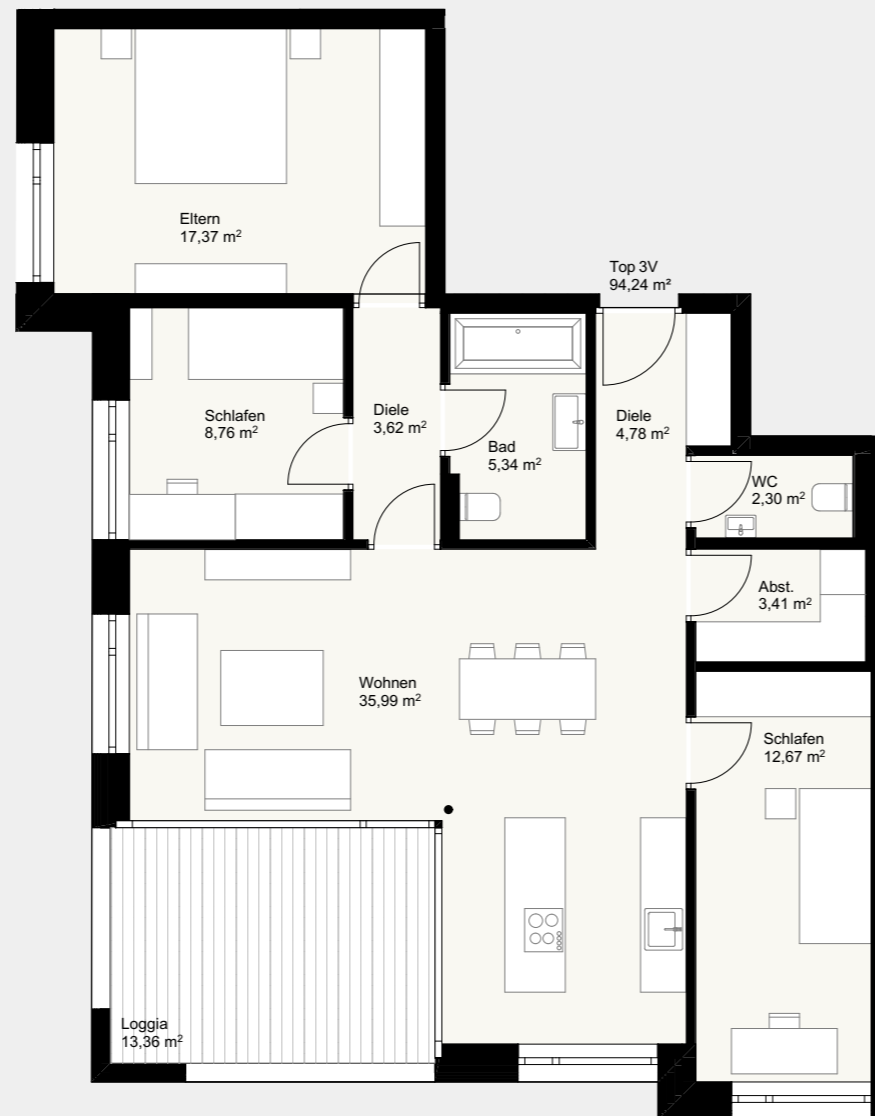 Eltern
17,37 m²
Top 3V
94,24 m²
Schlafen
8,76 m²
Diele
3,62 m²
Bad
5,34 m²
Diele
4,78 m²
WC
2,30 m²
Abst.
3,41 m²
Wohnen
35,99 m²
Schlafen
12,67 m²
Loggia
13,36 m²